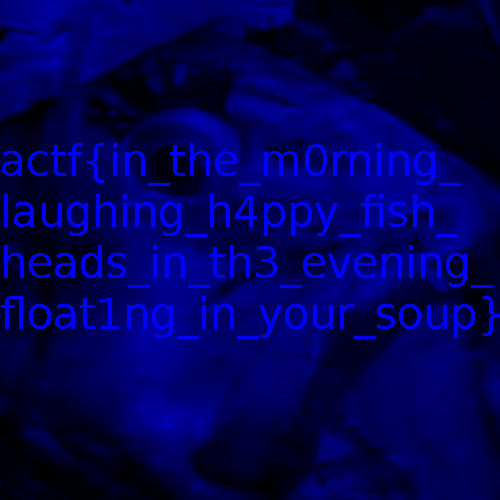 actf{in_the_m0rning_
laughing_h4ppy_fish_
heads_in_th3_evening_
float1ng_in_your_soup}